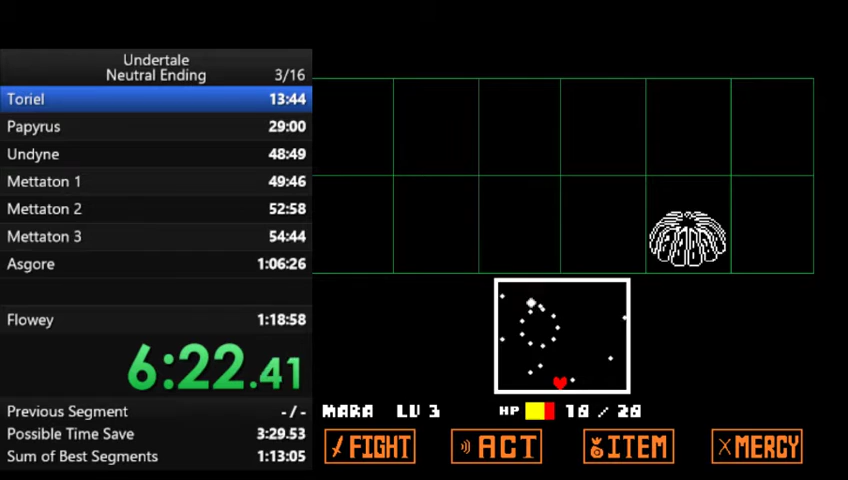 Undertale
Neutral Ending 3/16
Toriel 13:44
Papyrus 29:00
Undyne 48:49
Mettaton 1 49:46
Mettaton 2 52:58
Mettaton 3 54:44
Asgore 1:06:26
Flowey 1:18:58
6:22.41
Previous Segment - / -
Possible Time Save 3:29.53
Sum of Best Segments 1:13:05
MARA LV 3 HP 18 / 28
FIGHT ACT ITEM MERCY